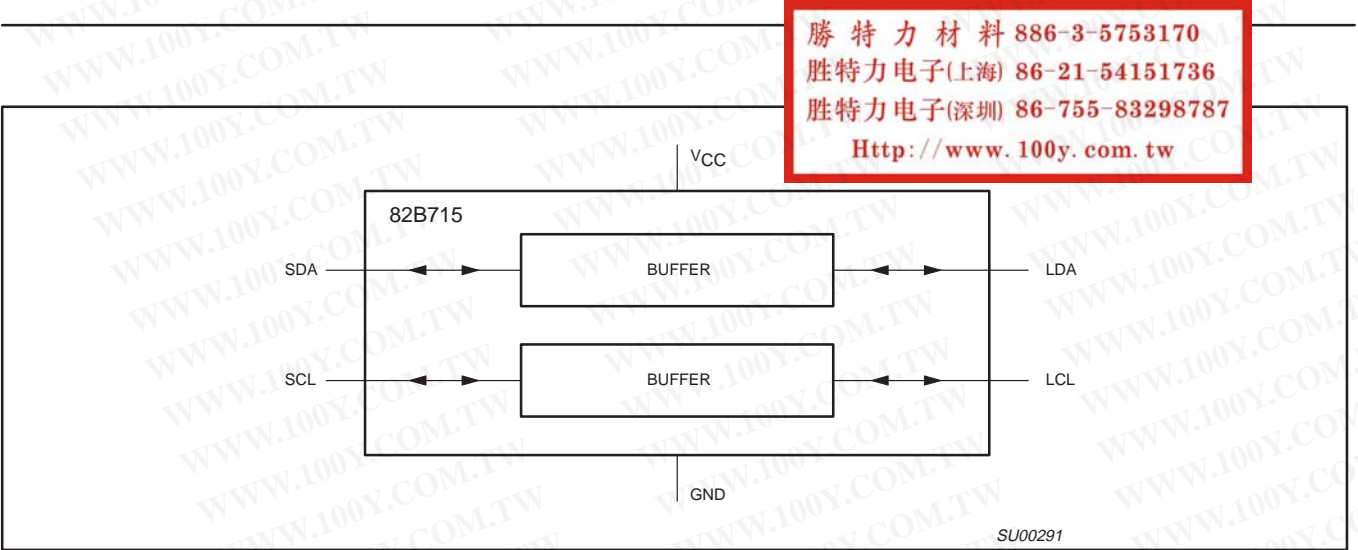 勝特力材料 886-3-5753170
胜特力电子(上海) 86-21-54151736
胜特力电子(深圳) 86-755-83298787
Http://www.100y.com.tw
VCC
82B715
SDA
BUFFER
LDA
SCL
BUFFER
LCL
GND
SU00291
WWW.100Y.COM.TW